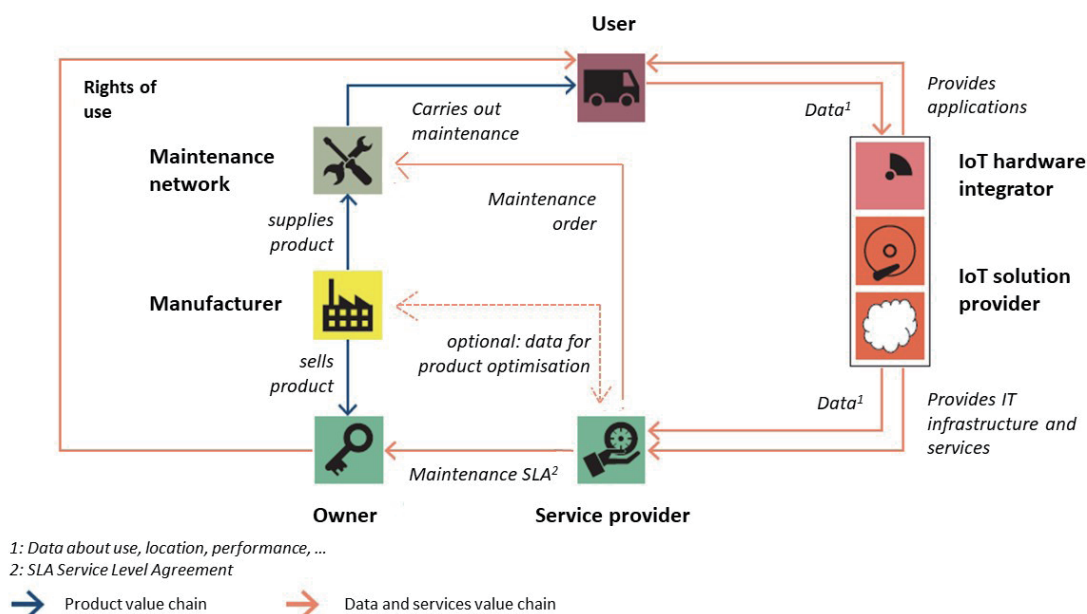 User
Rights of
use
Carries out
maintenance
Data¹
Provides
applications
Maintenance
network
IoT hardware
integrator
Maintenance
order
supplies
product
Manufacturer
IoT solution
provider
optional: data for
product optimisation
sells
product
Data¹
Provides IT
infrastructure and
services
Maintenance SLA²
Owner
Service provider
1: Data about use, location, performance, ...
2: SLA Service Level Agreement
Product value chain
Data and services value chain